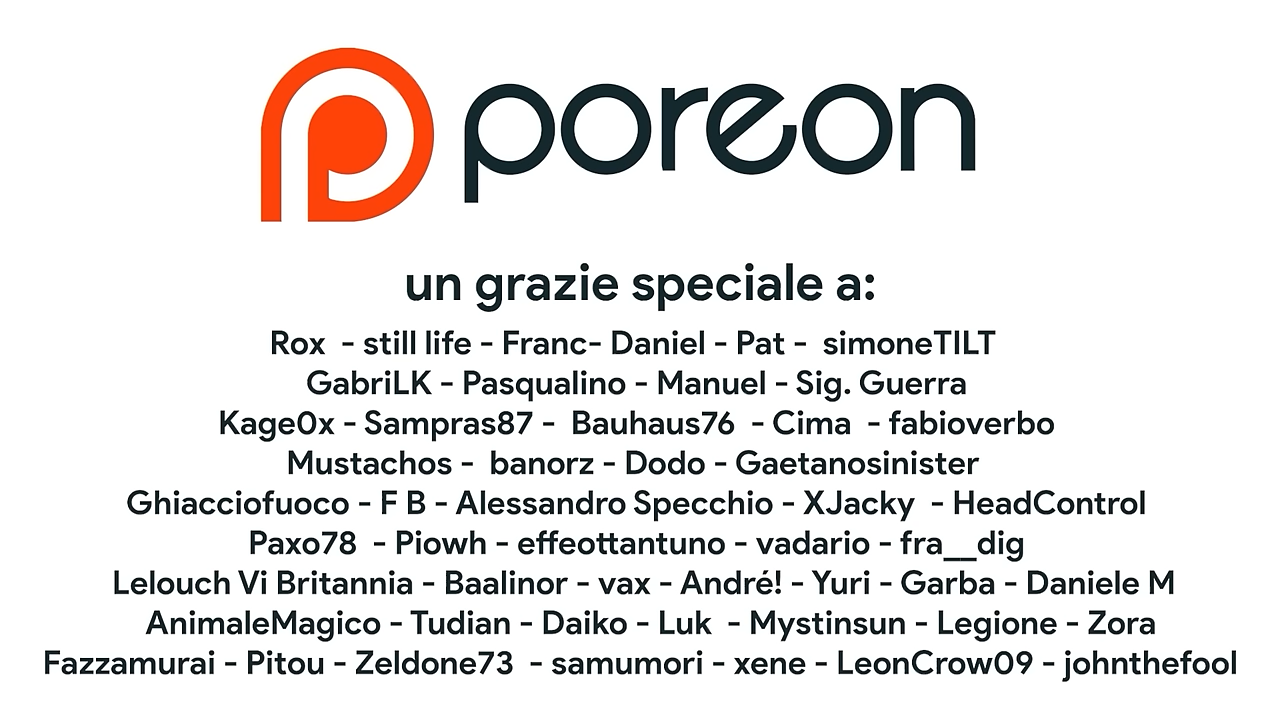 poreon
un grazie speciale a:
Rox  - still life - Franc- Daniel - Pat -  simoneTILT
GabriLK - Pasqualino - Manuel - Sig. Guerra
Kage0x - Sampras87 -  Bauhaus76  - Cima  - fabioverbo
Mustachos -  banorz - Dodo - Gaetanosinister
Ghiacciofuoco - F B - Alessandro Specchio - XJacky  - HeadControl
Paxo78  - Piowh - effeottantuno - vadario - fra__dig
Lelouch Vi Britannia - Baalinor - vax - André! - Yuri - Garba - Daniele M
AnimaleMagico - Tudian - Daiko - Luk  - Mystinsun - Legione - Zora
Fazzamurai - Pitou - Zeldone73  - samumori - xene - LeonCrow09 - johnthefool